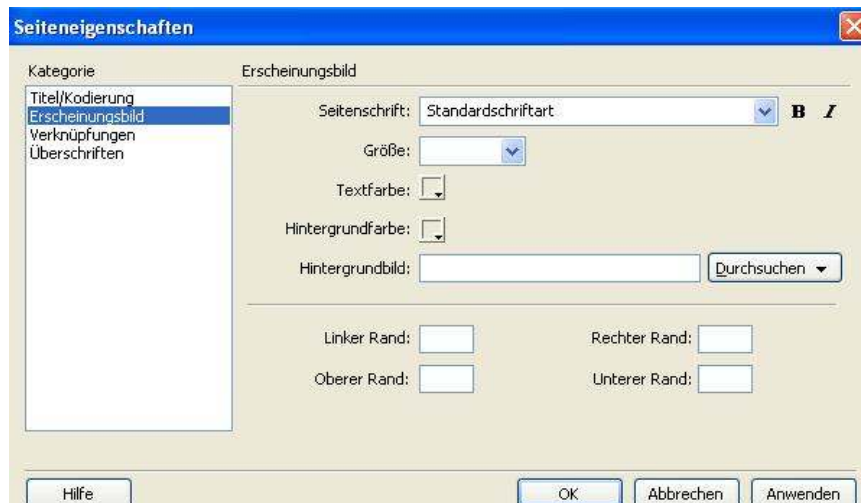 Seiteneigenschaften
Kategorie
Titel/Kodierung
Erscheinungsbild
Verknüpfungen
Überschriften
Erscheinungsbild
Seitenschrift: Standardschriftart B I
Größe:
Textfarbe:
Hintergrundfarbe:
Hintergrundbild: Durchsuchen
Linker Rand: Rechter Rand:
Oberer Rand: Unterer Rand:
Hilfe OK Abbrechen Anwenden